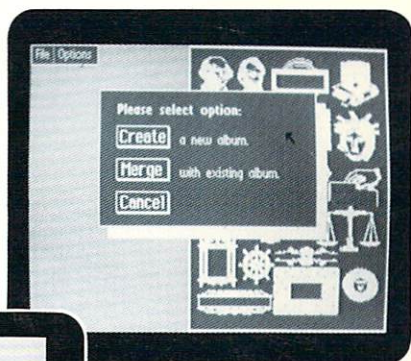 File Options
Please select option:
Create a new album.
Merge with existing album.
Cancel